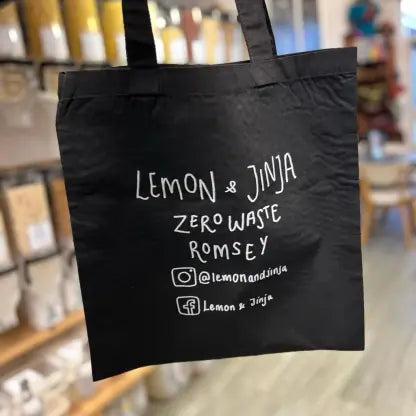 LEMON & JINJA
ZERO WASTE
ROMSEY
@lemonandjinja
Lemon & Jinja